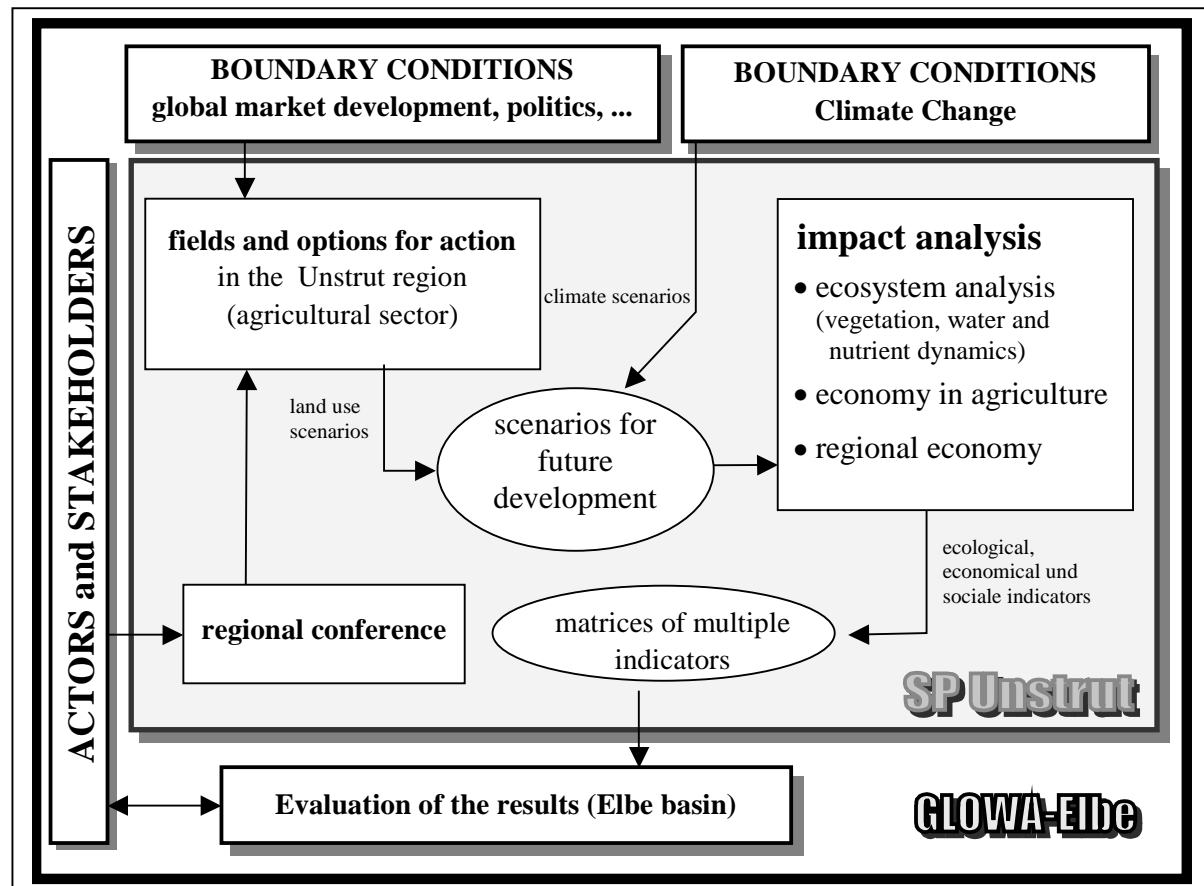 BOUNDARY CONDITIONS
global market development, politics, ...
BOUNDARY CONDITIONS
Climate Change
ACTORS and STAKEHOLDERS
fields and options for action
in the Unstrut region
(agricultural sector)
climate scenarios
impact analysis
• ecosystem analysis
(vegetation, water and
nutrient dynamics)
• economy in agriculture
• regional economy
land use
scenarios
scenarios for
future
development
ecological,
economical und
sociale indicators
regional conference
matrices of multiple
indicators
SP Unstrut
Evaluation of the results (Elbe basin)
GLOWA-Elbe